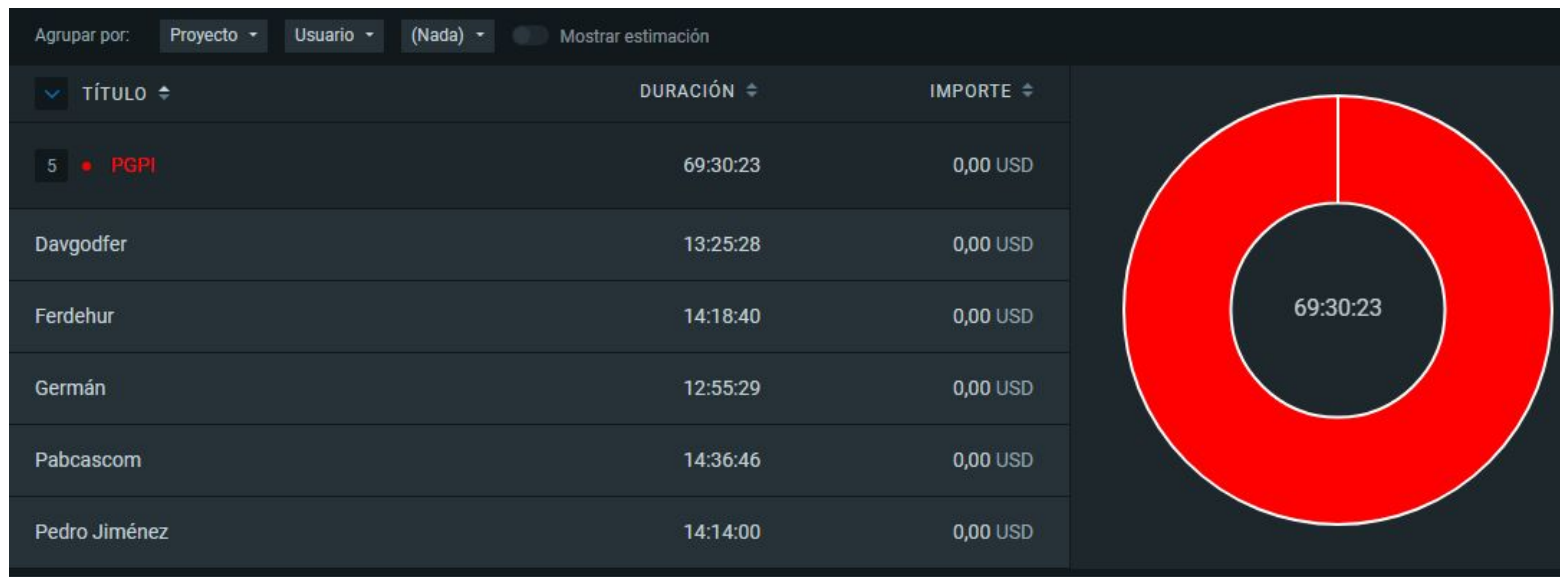 Agrupar por: Proyecto Usuario (Nada) Mostrar estimación
TÍTULO DURACIÓN IMPORTE
5 PGPI 69:30:23 0,00 USD
Davgodfer 13:25:28 0,00 USD
Ferdehur 14:18:40 0,00 USD
Germán 12:55:29 0,00 USD
Pabcascom 14:36:46 0,00 USD
Pedro Jiménez 14:14:00 0,00 USD
69:30:23